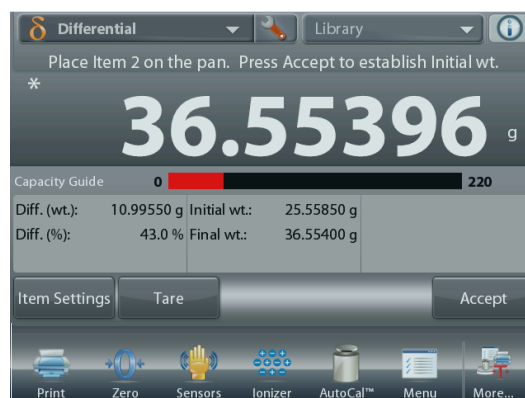 δ Differential Library
Place Item 2 on the pan. Press Accept to establish Initial wt.
* 36.55396 g
Capacity Guide 0 220
Diff. (wt.): 10.99550 g Initial wt.: 25.55850 g
Diff. (%): 43.0 % Final wt.: 36.55400 g
Item Settings Tare Accept
Print Zero Sensors Ionizer AutoCal™ Menu More...